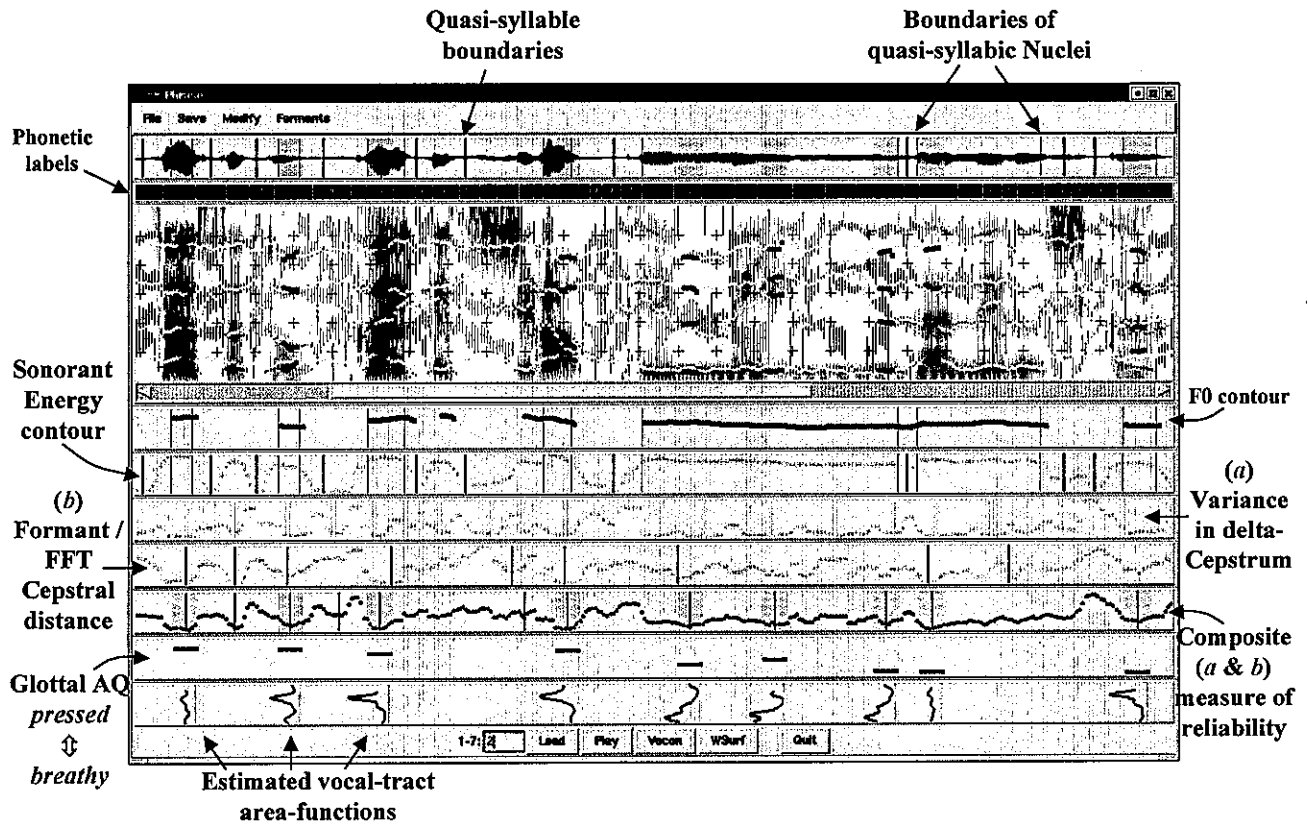 Quasi-syllable
boundaries
Boundaries of
quasi-syllabic Nuclei
Phrase
File Save Modify Formants
Phonetic
labels
Sonorant
Energy
contour
F0 contour
(b)
Formant /
FFT
Cepstral
distance
(a)
Variance
in delta-
Cepstrum
Composite
(a & b)
measure of
reliability
Glottal AQ
pressed
⇕
breathy
1-7: 2 Load Play Vocon WSurf Quit
Estimated vocal-tract
area-functions